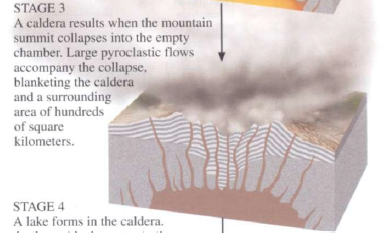 STAGE 3
A caldera results when the mountain
summit collapses into the empty
chamber. Large pyroclastic flows
accompany the collapse,
blanketing the caldera
and a surrounding
area of hundreds
of square
kilometers.
STAGE 4
A lake forms in the caldera.